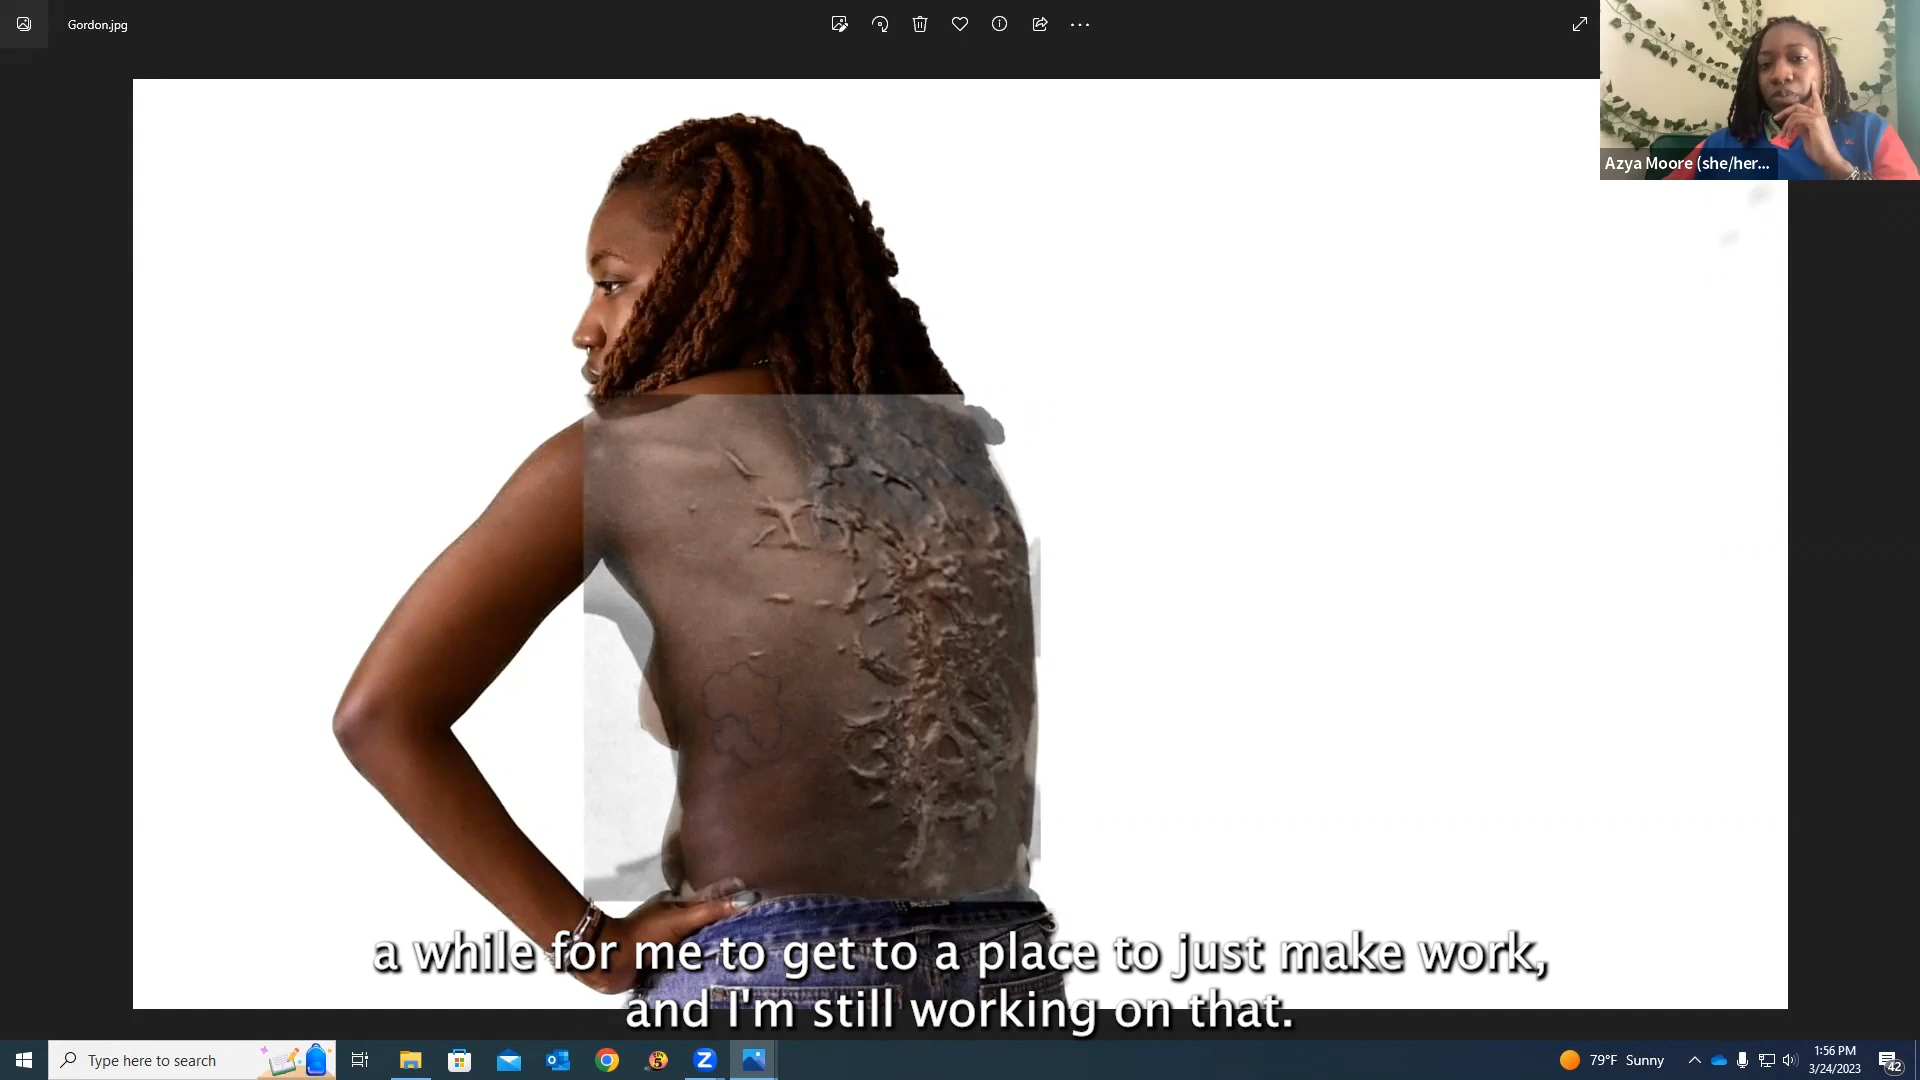 Gordon.jpg
Azya Moore (she/her...
a while for me to get to a place to just make work,
and I'm still working on that.
Type here to search
79°F Sunny
1:56 PM
3/24/2023
42